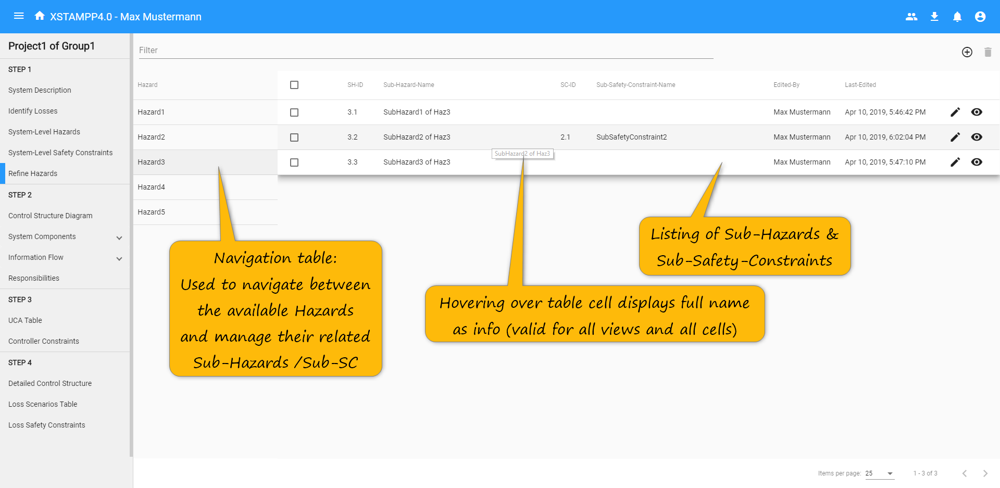 XSTAMPP4.0 - Max Mustermann
Project1 of Group1
STEP 1
System Description
Identify Losses
System-Level Hazards
System-Level Safety Constraints
Refine Hazards
STEP 2
Control Structure Diagram
System Components
Information Flow
Responsibilities
STEP 3
UCA Table
Controller Constraints
STEP 4
Detailed Control Structure
Loss Scenarios Table
Loss Safety Constraints
Filter
Hazard
Hazard1
Hazard2
Hazard3
Hazard4
Hazard5
SH-ID Sub-Hazard-Name SC-ID Sub-Safety-Constraint-Name Edited-By Last-Edited
3.1 SubHazard1 of Haz3 Max Mustermann Apr 10, 2019, 5:46:42 PM
3.2 SubHazard2 of Haz3 2.1 SubSafetyConstraint2 Max Mustermann Apr 10, 2019, 6:02:04 PM
SubHazard2 of Haz3
3.3 SubHazard3 of Haz3 Max Mustermann Apr 10, 2019, 5:47:10 PM
Navigation table:
Used to navigate between
the available Hazards
and manage their related
Sub-Hazards /Sub-SC
Hovering over table cell displays full name
as info (valid for all views and all cells)
Listing of Sub-Hazards &
Sub-Safety-Constraints
Items per page: 25 1 - 3 of 3